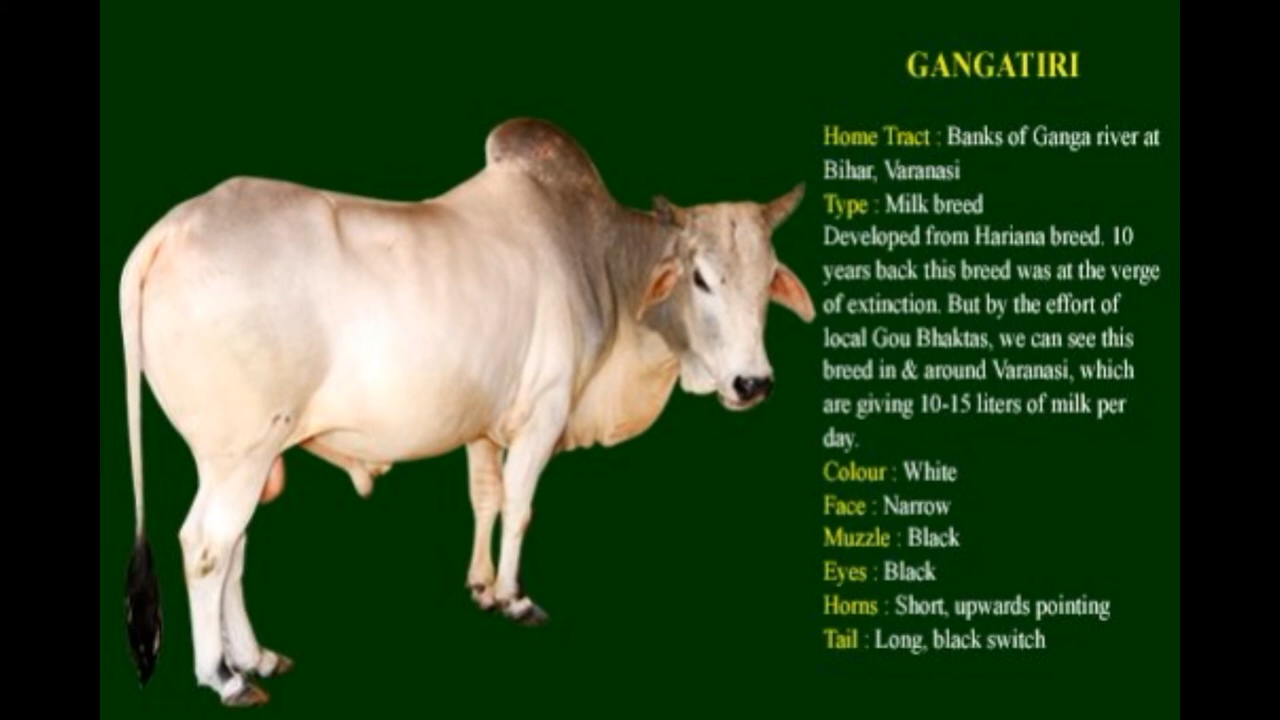 GANGATIRI
Home Tract : Banks of Ganga river at
Bihar, Varanasi
Type : Milk breed
Developed from Hariana breed. 10
years back this breed was at the verge
of extinction. But by the effort of
local Gou Bhaktas, we can see this
breed in & around Varanasi, which
are giving 10-15 liters of milk per
day.
Colour : White
Face : Narrow
Muzzle : Black
Eyes : Black
Horns : Short, upwards pointing
Tail : Long, black switch